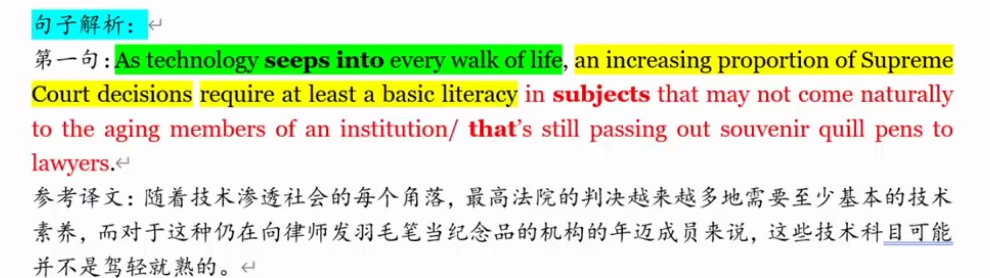 句子解析：
第一句：As technology seeps into every walk of life, an increasing proportion of Supreme
Court decisions require at least a basic literacy in subjects that may not come naturally
to the aging members of an institution/ that's still passing out souvenir quill pens to
lawyers.
参考译文：随着技术渗透社会的每个角落，最高法院的判决越来越多地需要至少基本的技术
素养，而对于这种仍在向律师发羽毛笔当纪念品的机构的年迈成员来说，这些技术科目可能
并不是驾轻就熟的。